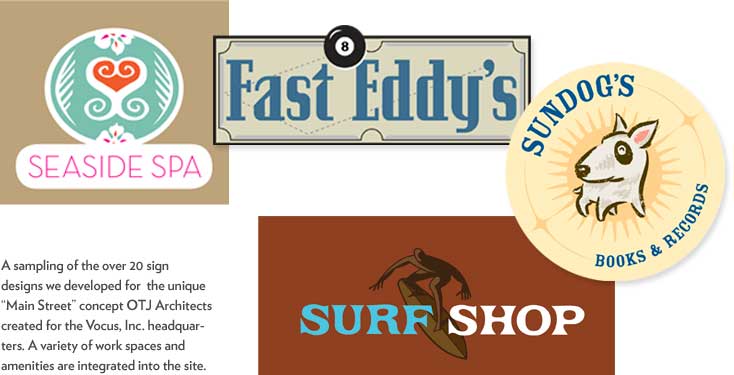 SEASIDE SPA
8
Fast Eddy's
SUNDOG'S
BOOKS & RECORDS
SURF SHOP
A sampling of the over 20 sign
designs we developed for the unique
“Main Street” concept OTJ Architects
created for the Vocus, Inc. headquar-
ters. A variety of work spaces and
amenities are integrated into the site.